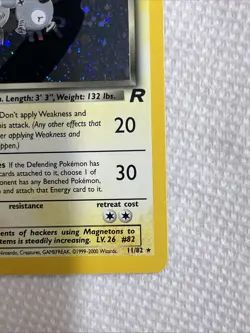 . Length: 3' 3", Weight: 132 lbs.
R
Don't apply Weakness and
this attack. (Any other effects that
er applying Weakness and
ppen.)
20
es If the Defending Pokémon has
cards attached to it, choose 1 of
onent has any Benched Pokémon,
n and attach that Energy card to it.
30
resistance
retreat cost
ents of hackers using Magnetons to
tems is steadily increasing. LV. 26 #82
Nintendo, Creatures, GAMEFREAK. ©1999-2000 Wizards.
11/82 ★